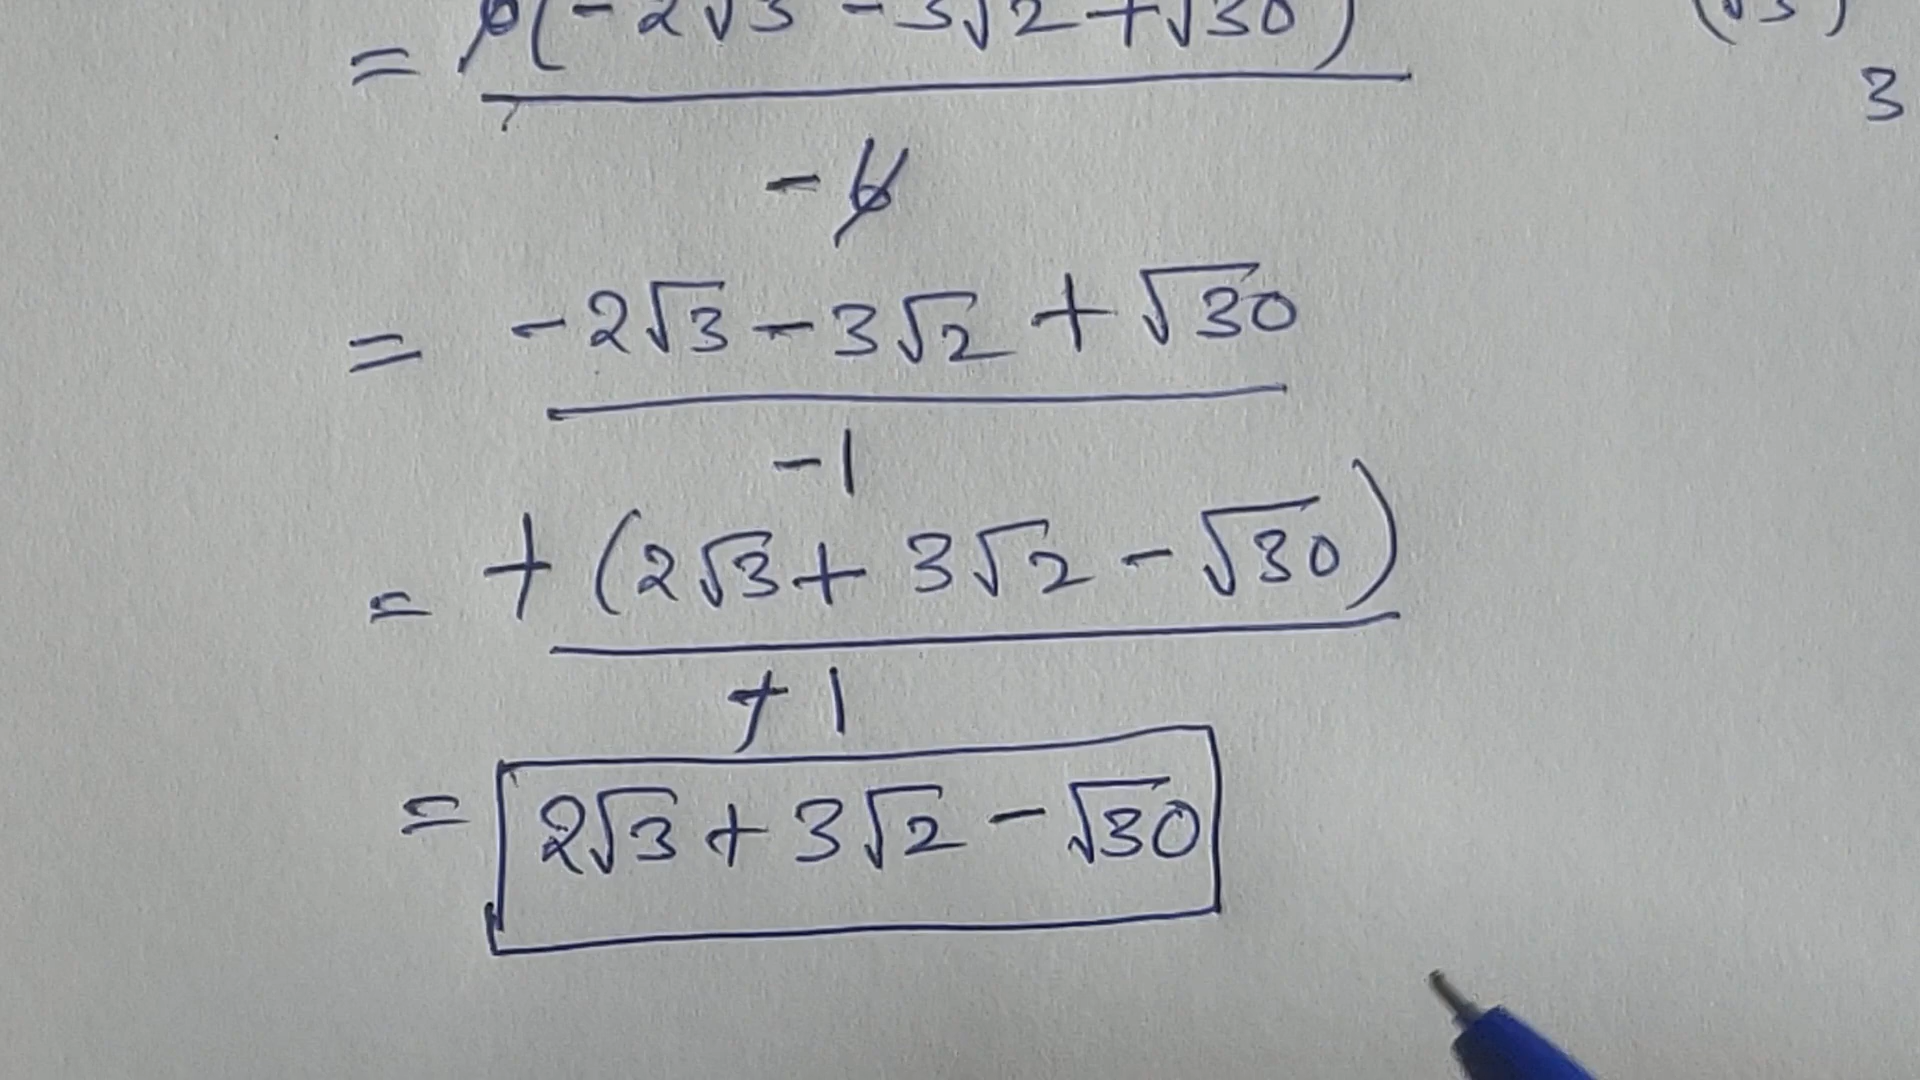 = 6(-2√3 - 3√2 + √30) (√3)
3
-6
= -2√3 - 3√2 + √30
-1
= + (2√3 + 3√2 - √30)
+1
= 2√3 + 3√2 - √30